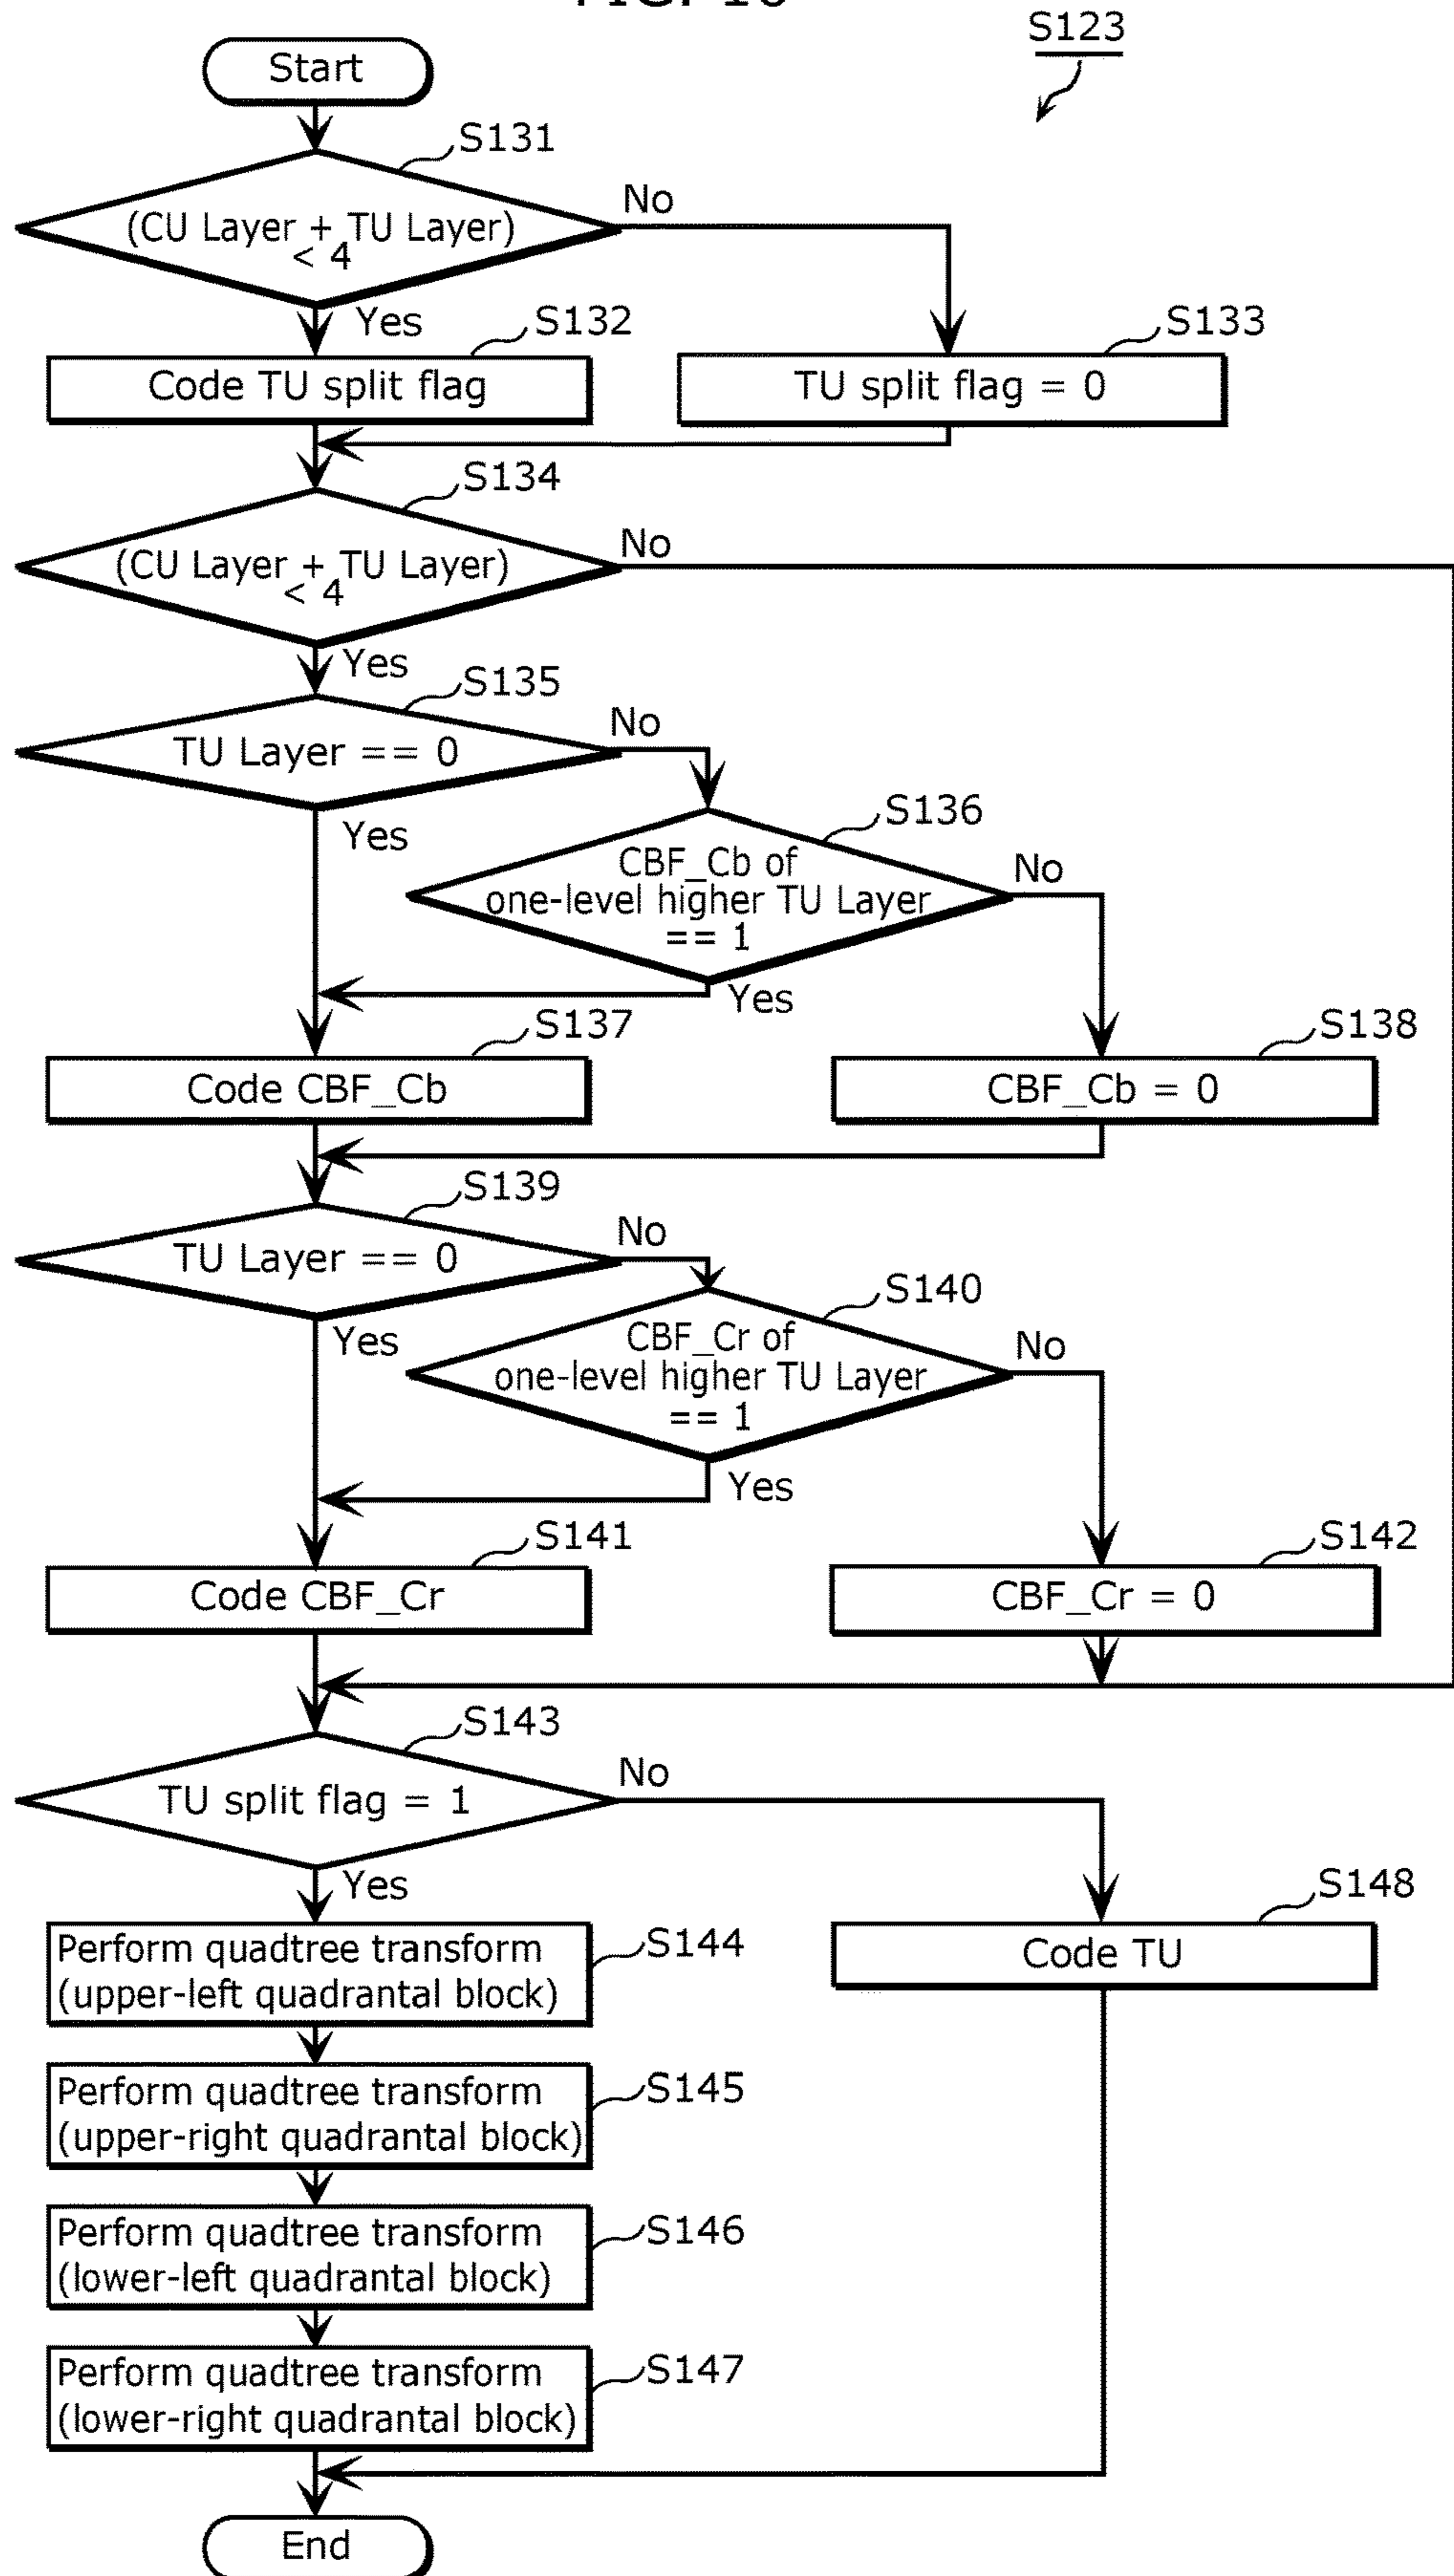 S123
Start
S131
(CU Layer + TU Layer)
< 4
No
Yes
S132
S133
Code TU split flag
TU split flag = 0
S134
(CU Layer + TU Layer)
< 4
No
Yes
S135
TU Layer == 0
No
Yes
S136
CBF_Cb of
one-level higher TU Layer
== 1
No
Yes
S137
S138
Code CBF_Cb
CBF_Cb = 0
S139
TU Layer == 0
No
Yes
S140
CBF_Cr of
one-level higher TU Layer
== 1
No
Yes
S141
S142
Code CBF_Cr
CBF_Cr = 0
S143
TU split flag = 1
No
Yes
S144
Perform quadtree transform
(upper-left quadrantal block)
S148
Code TU
S145
Perform quadtree transform
(upper-right quadrantal block)
S146
Perform quadtree transform
(lower-left quadrantal block)
S147
Perform quadtree transform
(lower-right quadrantal block)
End